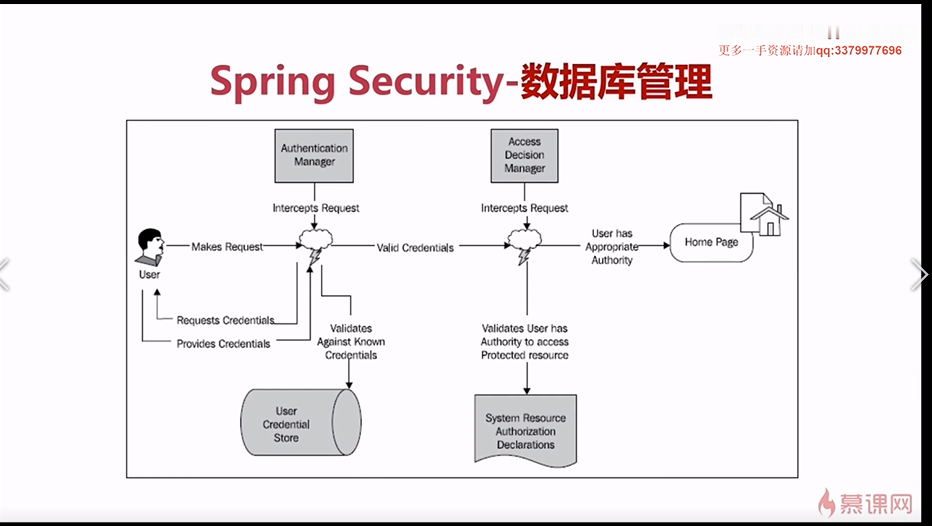 更多一手资源请加qq:3379977696
Spring Security-数据库管理
Authentication
Manager
Access
Decision
Manager
Intercepts Request
Intercepts Request
User
Makes Request
Valid Credentials
User has
Appropriate
Authority
Home Page
Requests Credentials
Provides Credentials
Validates
Against Known
Credentials
Validates User has
Authority to access
Protected resource
User
Credential
Store
System Resource
Authorization
Declarations
慕课网